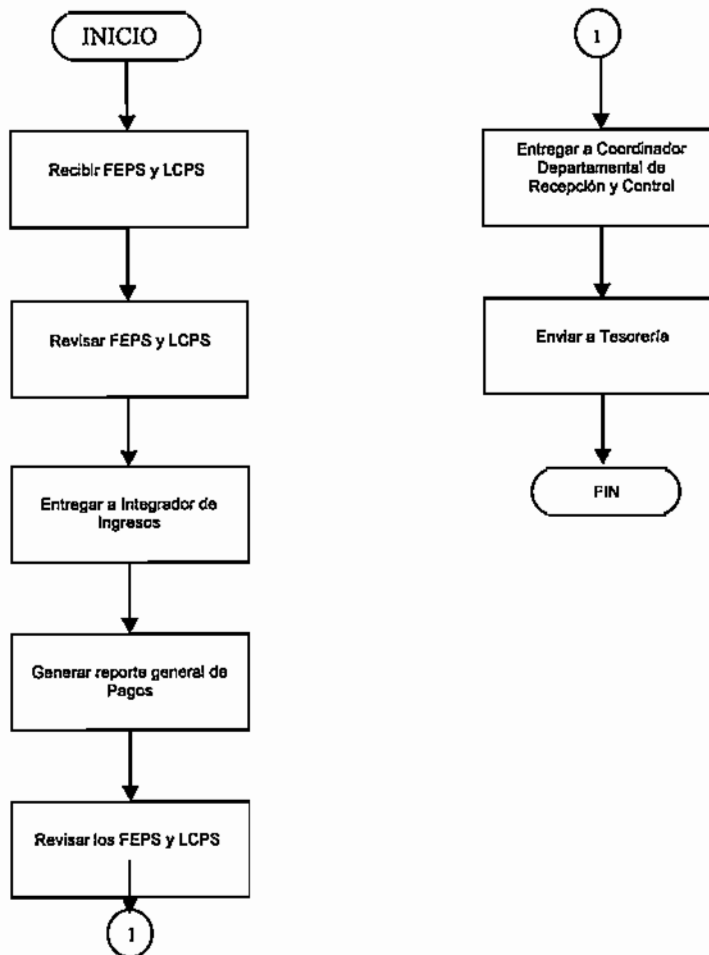 INICIO
Recibir FEPS y LCPS
Revisar FEPS y LCPS
Entregar a Integrador de
Ingresos
Generar reporte general de
Pagos
Revisar los FEPS y LCPS
1
1
Entregar a Coordinador
Departamental de
Recepción y Control
Enviar a Tesorería
FIN